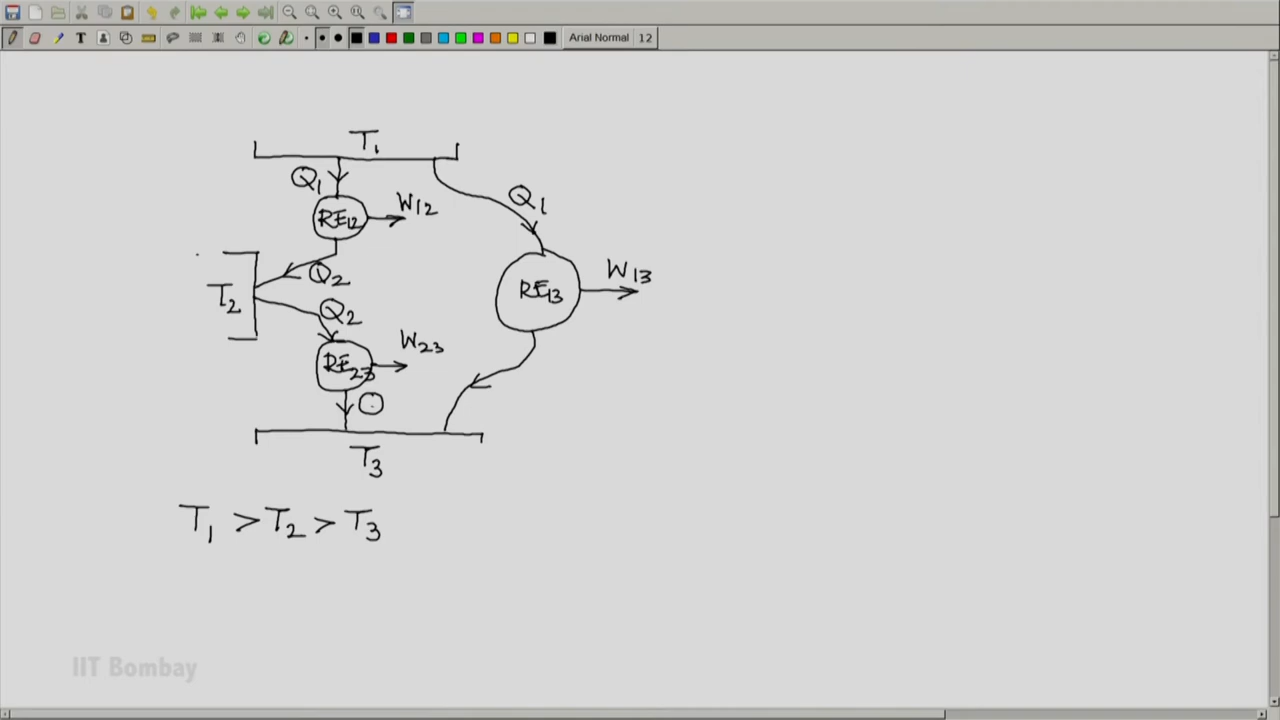 Arial Normal 12
T1
Q1
Q1
RE12
W12
Q2
T2
RE13
W13
Q2
RE23
W23
T3
T1 > T2 > T3
IIT Bombay